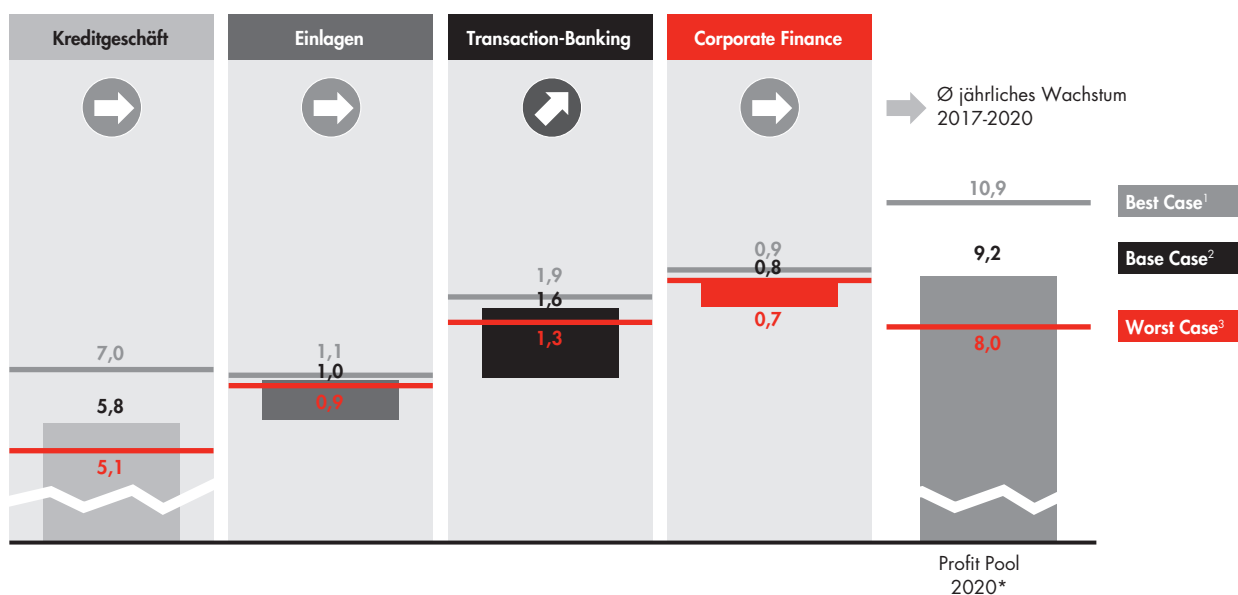 Kreditgeschäft
Einlagen
Transaction-Banking
Corporate Finance
Ø jährliches Wachstum
2017-2020
7,0
5,8
5,1
1,1
1,0
0,9
1,9
1,6
1,3
0,9
0,8
0,7
10,9
9,2
8,0
Best Case¹
Base Case²
Worst Case³
Profit Pool
2020*